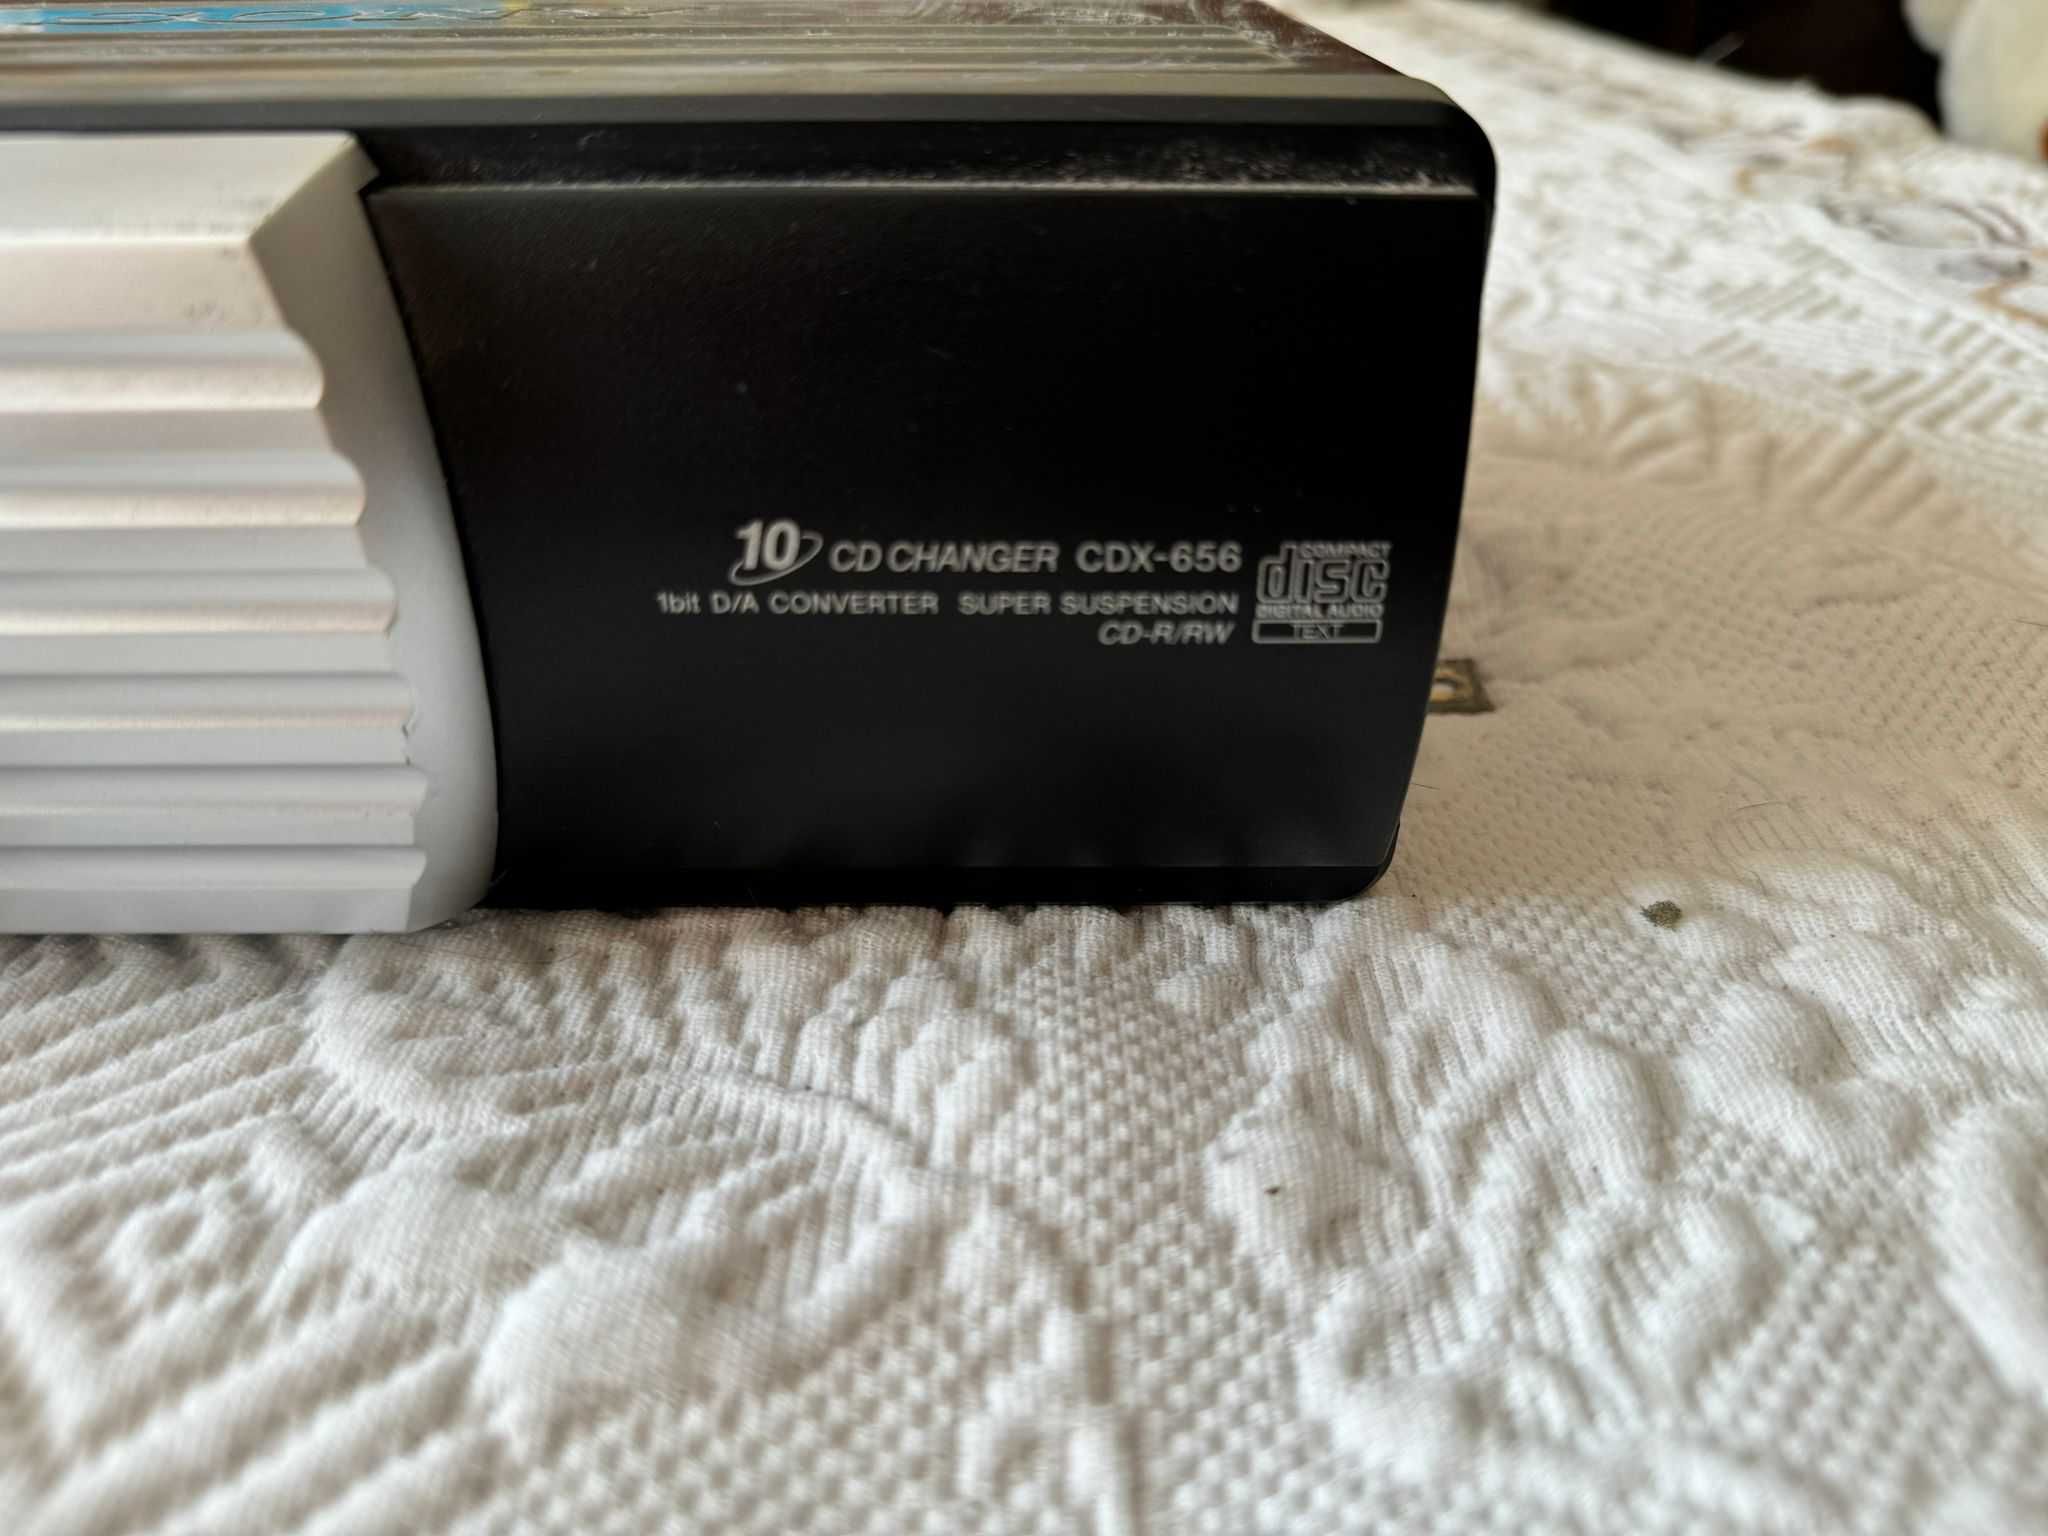 10 CD CHANGER CDX-656
1bit D/A CONVERTER SUPER SUSPENSION
CD-R/RW
COMPACT
disc
DIGITAL AUDIO
TEXT